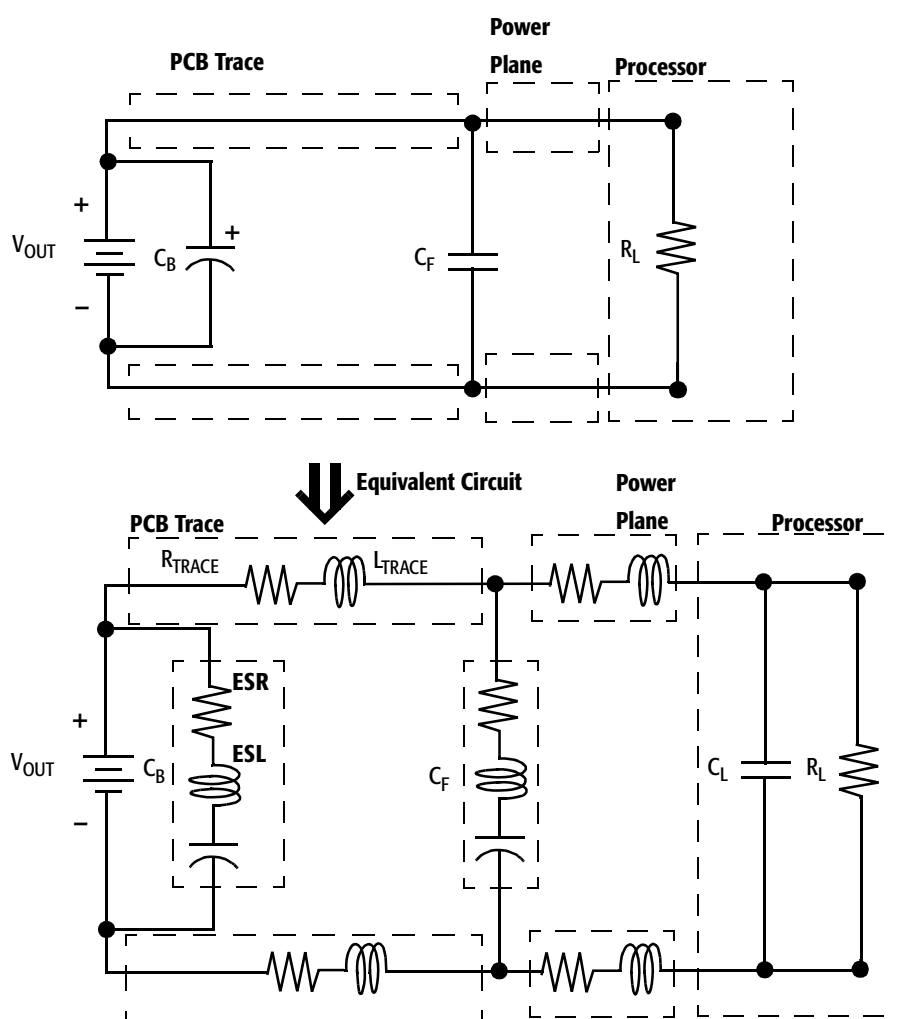 Power
PCB Trace
Plane
Processor
+
V_OUT
C_B
+
C_F
R_L
–
Equivalent Circuit
Power
PCB Trace
Plane
Processor
R_TRACE
L_TRACE
ESR
+
ESL
V_OUT
C_B
C_F
C_L
R_L
–